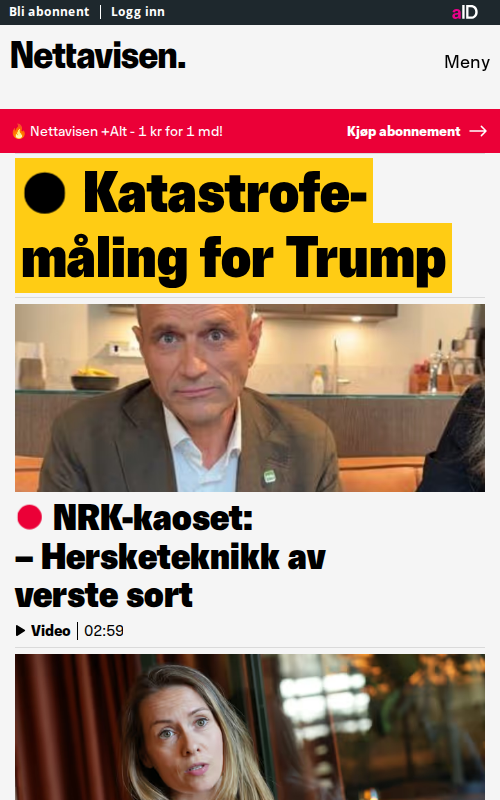 Bli abonnent | Logg inn
aID
Nettavisen.
Meny
Nettavisen +Alt - 1 kr for 1 md!
Kjøp abonnement →
Katastrofe-
måling for Trump
NRK-kaoset:
– Hersketeknikk av
verste sort
Video | 02:59